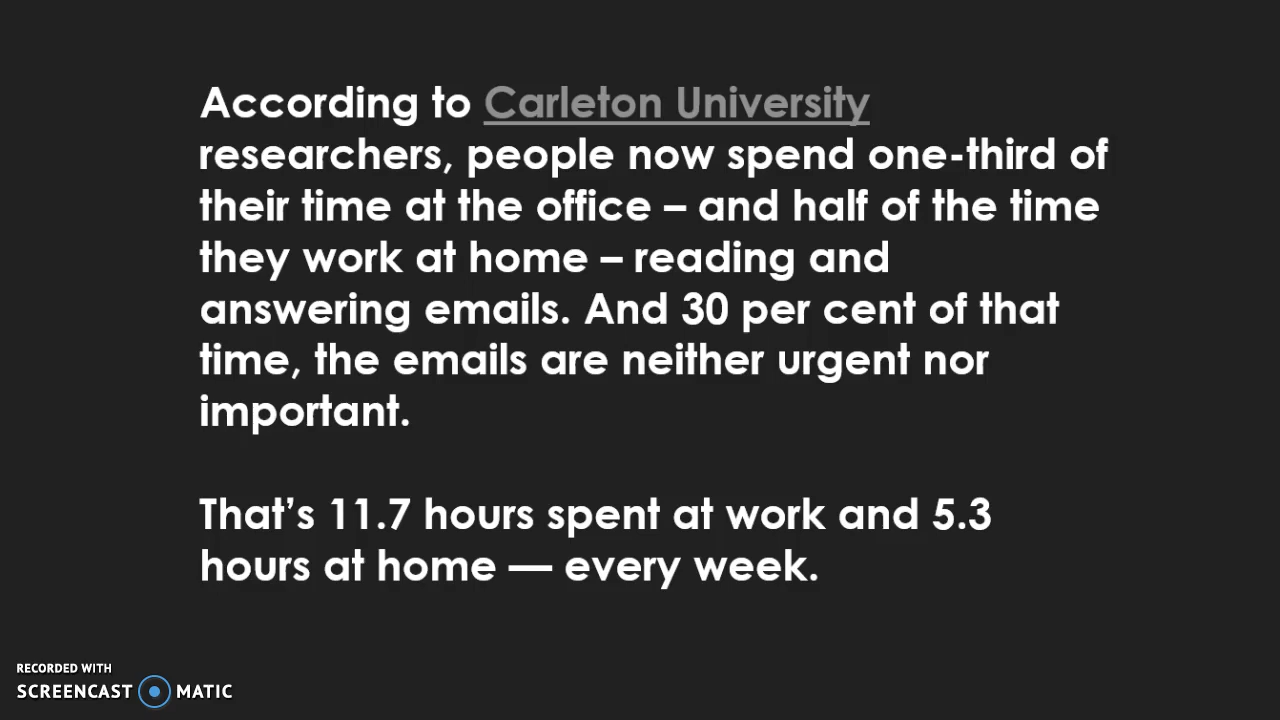 According to Carleton University
researchers, people now spend one-third of
their time at the office – and half of the time
they work at home – reading and
answering emails. And 30 per cent of that
time, the emails are neither urgent nor
important.
That’s 11.7 hours spent at work and 5.3
hours at home — every week.
RECORDED WITH
SCREENCAST MATIC